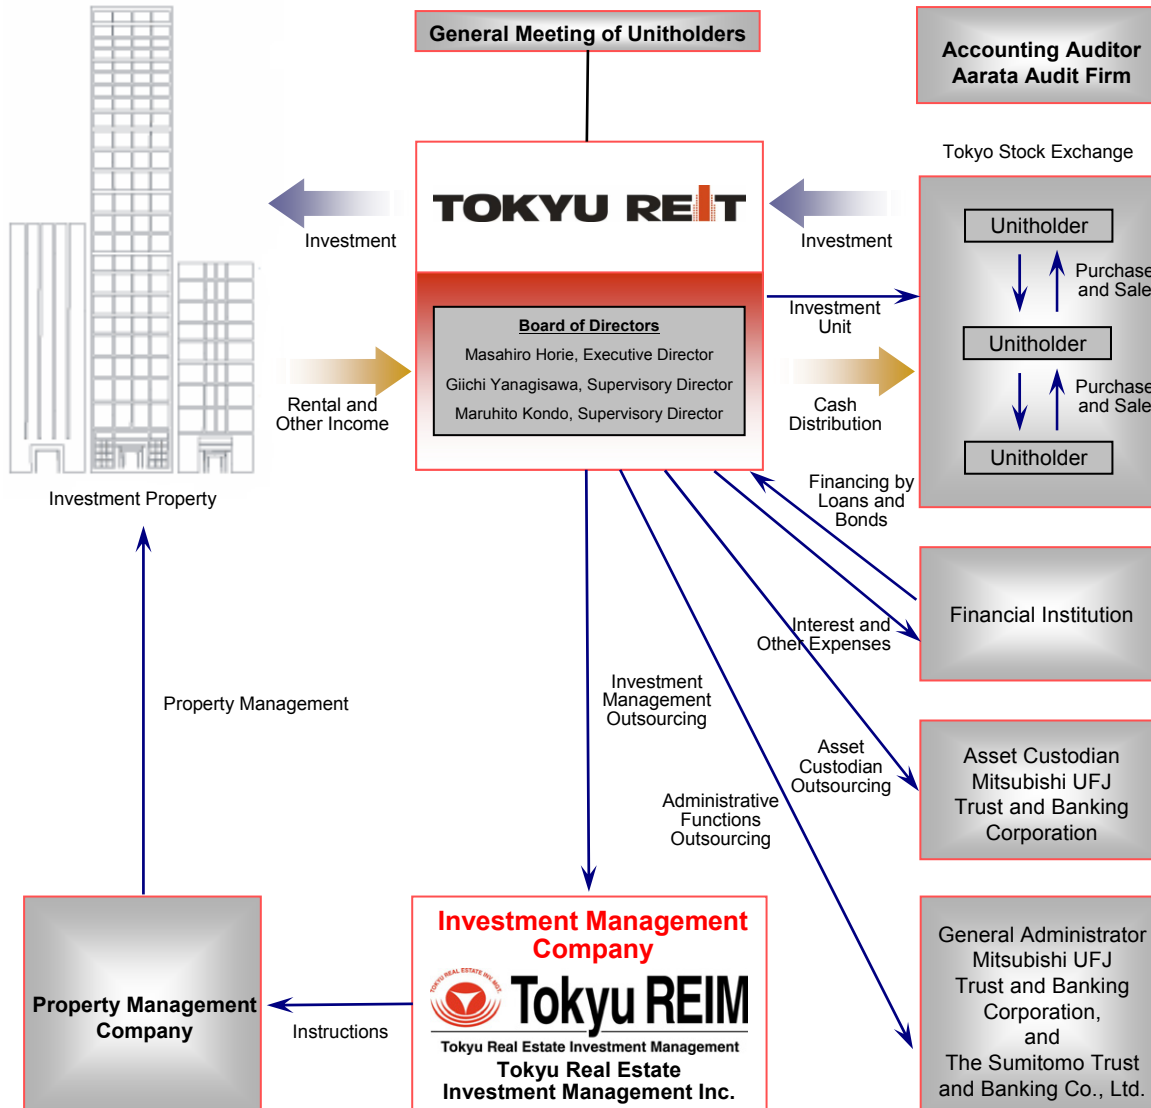 General Meeting of Unitholders
Accounting Auditor
Aarata Audit Firm
Tokyo Stock Exchange
TOKYU REIT
Investment
Investment
Unitholder
Purchase
and Sale
Investment
Unit
Board of Directors
Masahiro Horie, Executive Director
Giichi Yanagisawa, Supervisory Director
Maruhito Kondo, Supervisory Director
Unitholder
Purchase
and Sale
Rental and
Other Income
Cash
Distribution
Unitholder
Investment Property
Financing by
Loans and
Bonds
Financial Institution
Interest and
Other Expenses
Property Management
Investment
Management
Outsourcing
Asset
Custodian
Outsourcing
Asset Custodian
Mitsubishi UFJ
Trust and Banking
Corporation
Administrative
Functions
Outsourcing
Property Management
Company
Instructions
Investment Management
Company
TOKYU REAL ESTATE INV. MGT.
Tokyu REIM
Tokyu Real Estate Investment Management
Tokyu Real Estate
Investment Management Inc.
General Administrator
Mitsubishi UFJ
Trust and Banking
Corporation,
and
The Sumitomo Trust
and Banking Co., Ltd.